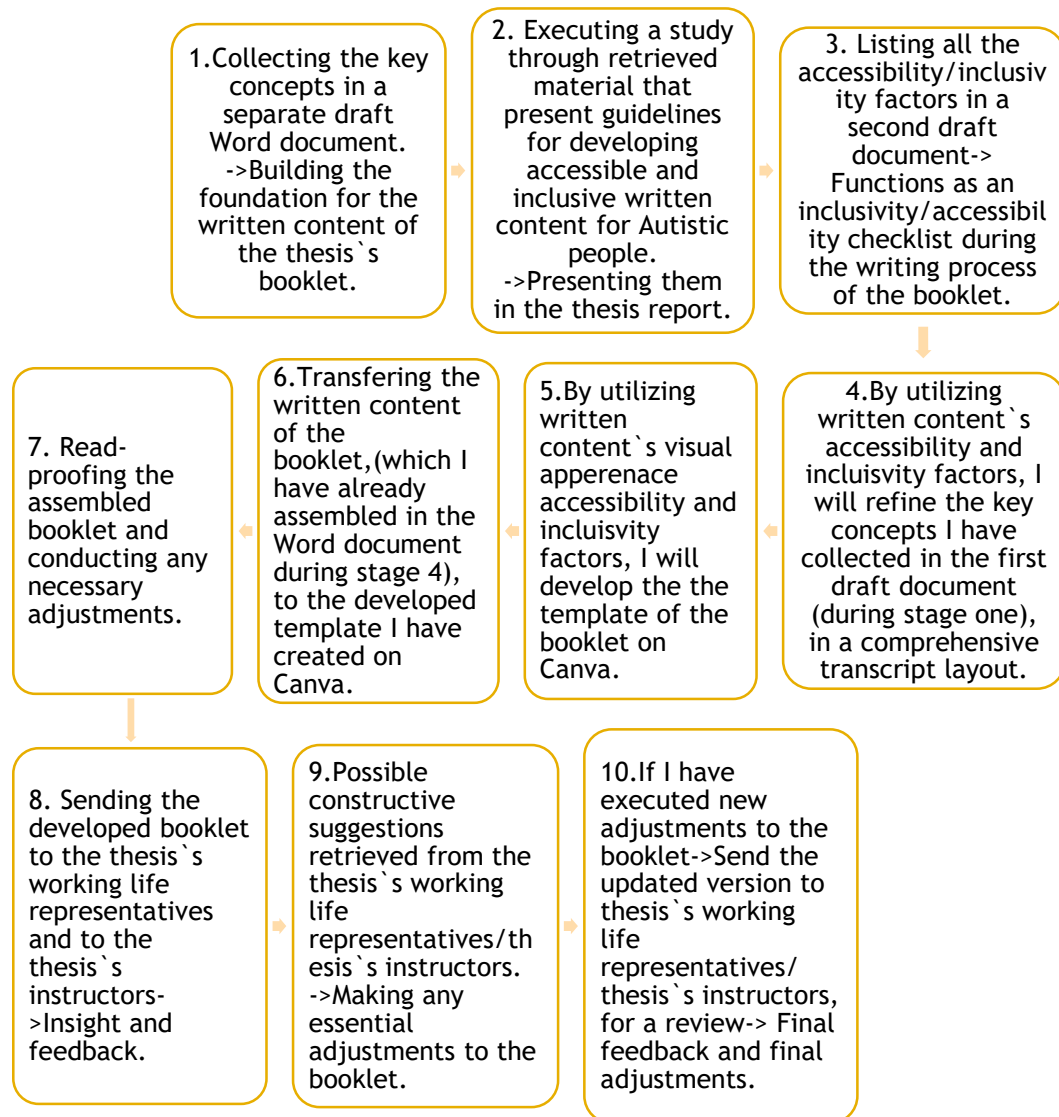 1.Collecting the key
concepts in a
separate draft
Word document.
->Building the
foundation for the
written content of
the thesis`s
booklet.
2. Executing a study
through retrieved
material that
present guidelines
for developing
accessible and
inclusive written
content for Autistic
people.
->Presenting them
in the thesis report.
3. Listing all the
accessibility/inclusiv
ity factors in a
second draft
document->
Functions as an
inclusivity/accessibil
ity checklist during
the writing process
of the booklet.
4.By utilizing
written content`s
accessibility and
incluisvity factors, I
will refine the key
concepts I have
collected in the first
draft document
(during stage one),
in a comprehensive
transcript layout.
5.By utilizing
written
content`s visual
apperenace
accessibility and
incluisvity
factors, I will
develop the the
template of the
booklet on
Canva.
6.Transfering the
written content
of the
booklet,(which I
have already
assembled in the
Word document
during stage 4),
to the developed
template I have
created on
Canva.
7. Read-
proofing the
assembled
booklet and
conducting any
necessary
adjustments.
8. Sending the
developed booklet
to the thesis`s
working life
representatives
and to the
thesis`s
instructors-
>Insight and
feedback.
9.Possible
constructive
suggestions
retrieved from the
thesis`s working
life
representatives/th
esis`s instructors.
->Making any
essential
adjustments to the
booklet.
10.If I have
executed new
adjustments to the
booklet->Send the
updated version to
thesis`s working
life
representatives/
thesis`s instructors,
for a review-> Final
feedback and final
adjustments.